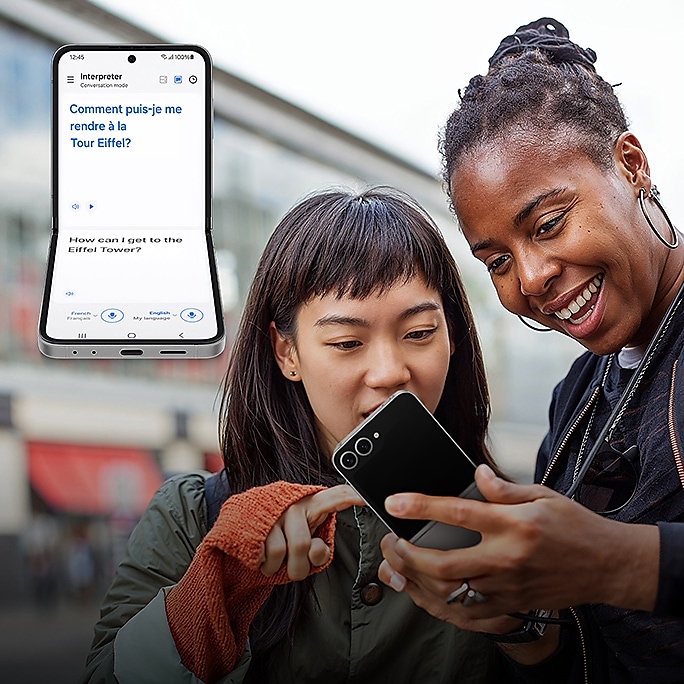 12:45
100%
Interpreter
Conversation mode
Comment puis-je me
rendre à la
Tour Eiffel?
How can I get to the
Eiffel Tower?
French
Français
English
My language